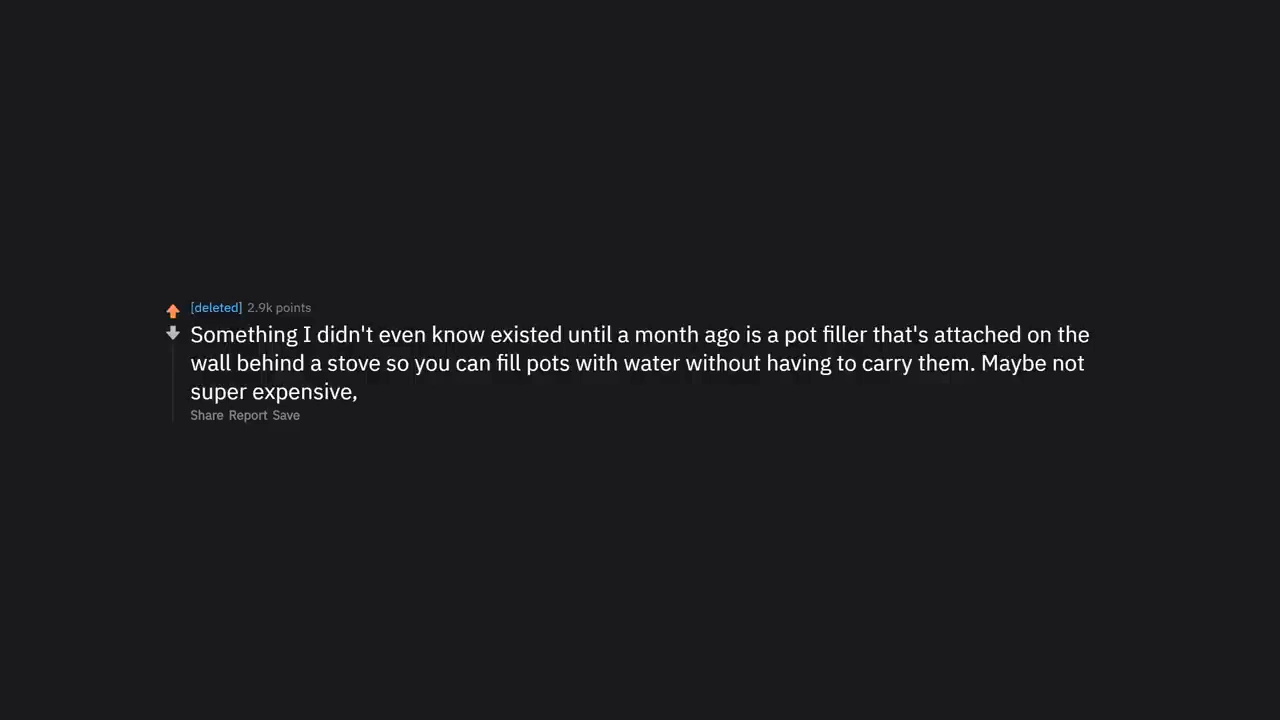 [deleted] 2.9k points
Something I didn't even know existed until a month ago is a pot filler that's attached on the
wall behind a stove so you can fill pots with water without having to carry them. Maybe not
super expensive,
Share Report Save